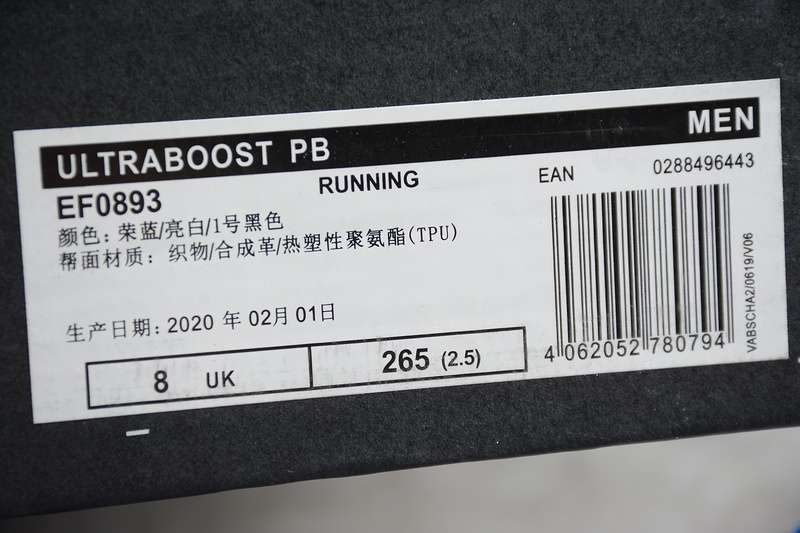 ULTRABOOST PB MEN
EF0893 RUNNING EAN 0288496443
颜色: 荣蓝/亮白/1号黑色
帮面材质: 织物/合成革/热塑性聚氨酯(TPU)
生产日期: 2020 年 02月 01日
8 UK 265 (2.5)
4 062052 780794
VABSCHA2/0619/V06